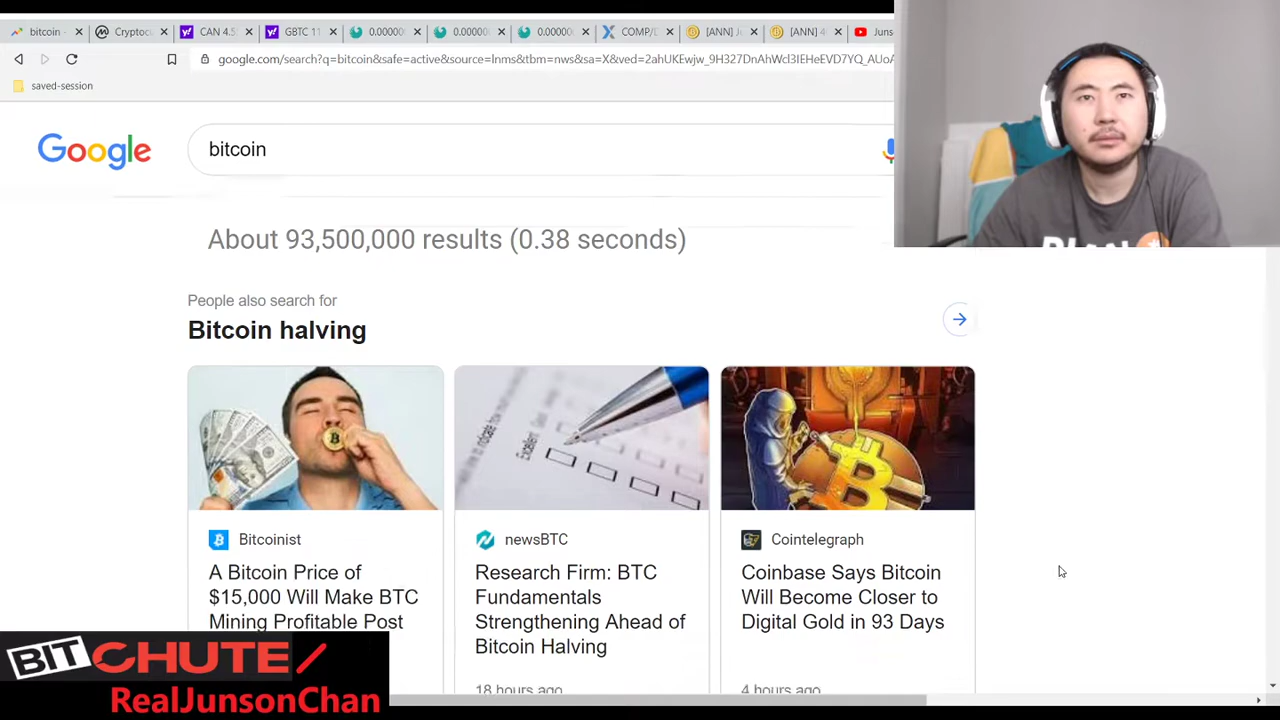 bitcoin -
Cryptoc
CAN 4.5
GBTC 11
0.00000
0.00000
0.00000
COMP/
[ANN] J
[ANN] 4
Juns
google.com/search?q=bitcoin&safe=active&source=lnms&tbm=nws&sa=X&ved=2ahUKEwjw_9H327DnAhWcl3IEHeEVD7YQ_AUoA
saved-session
Google
bitcoin
About 93,500,000 results (0.38 seconds)
People also search for
Bitcoin halving
Bitcoinist
A Bitcoin Price of
$15,000 Will Make BTC
Mining Profitable Post
newsBTC
Research Firm: BTC
Fundamentals
Strengthening Ahead of
Bitcoin Halving
18 hours ago
Cointelegraph
Coinbase Says Bitcoin
Will Become Closer to
Digital Gold in 93 Days
4 hours ago
BITCHUTE/
RealJunsonChan